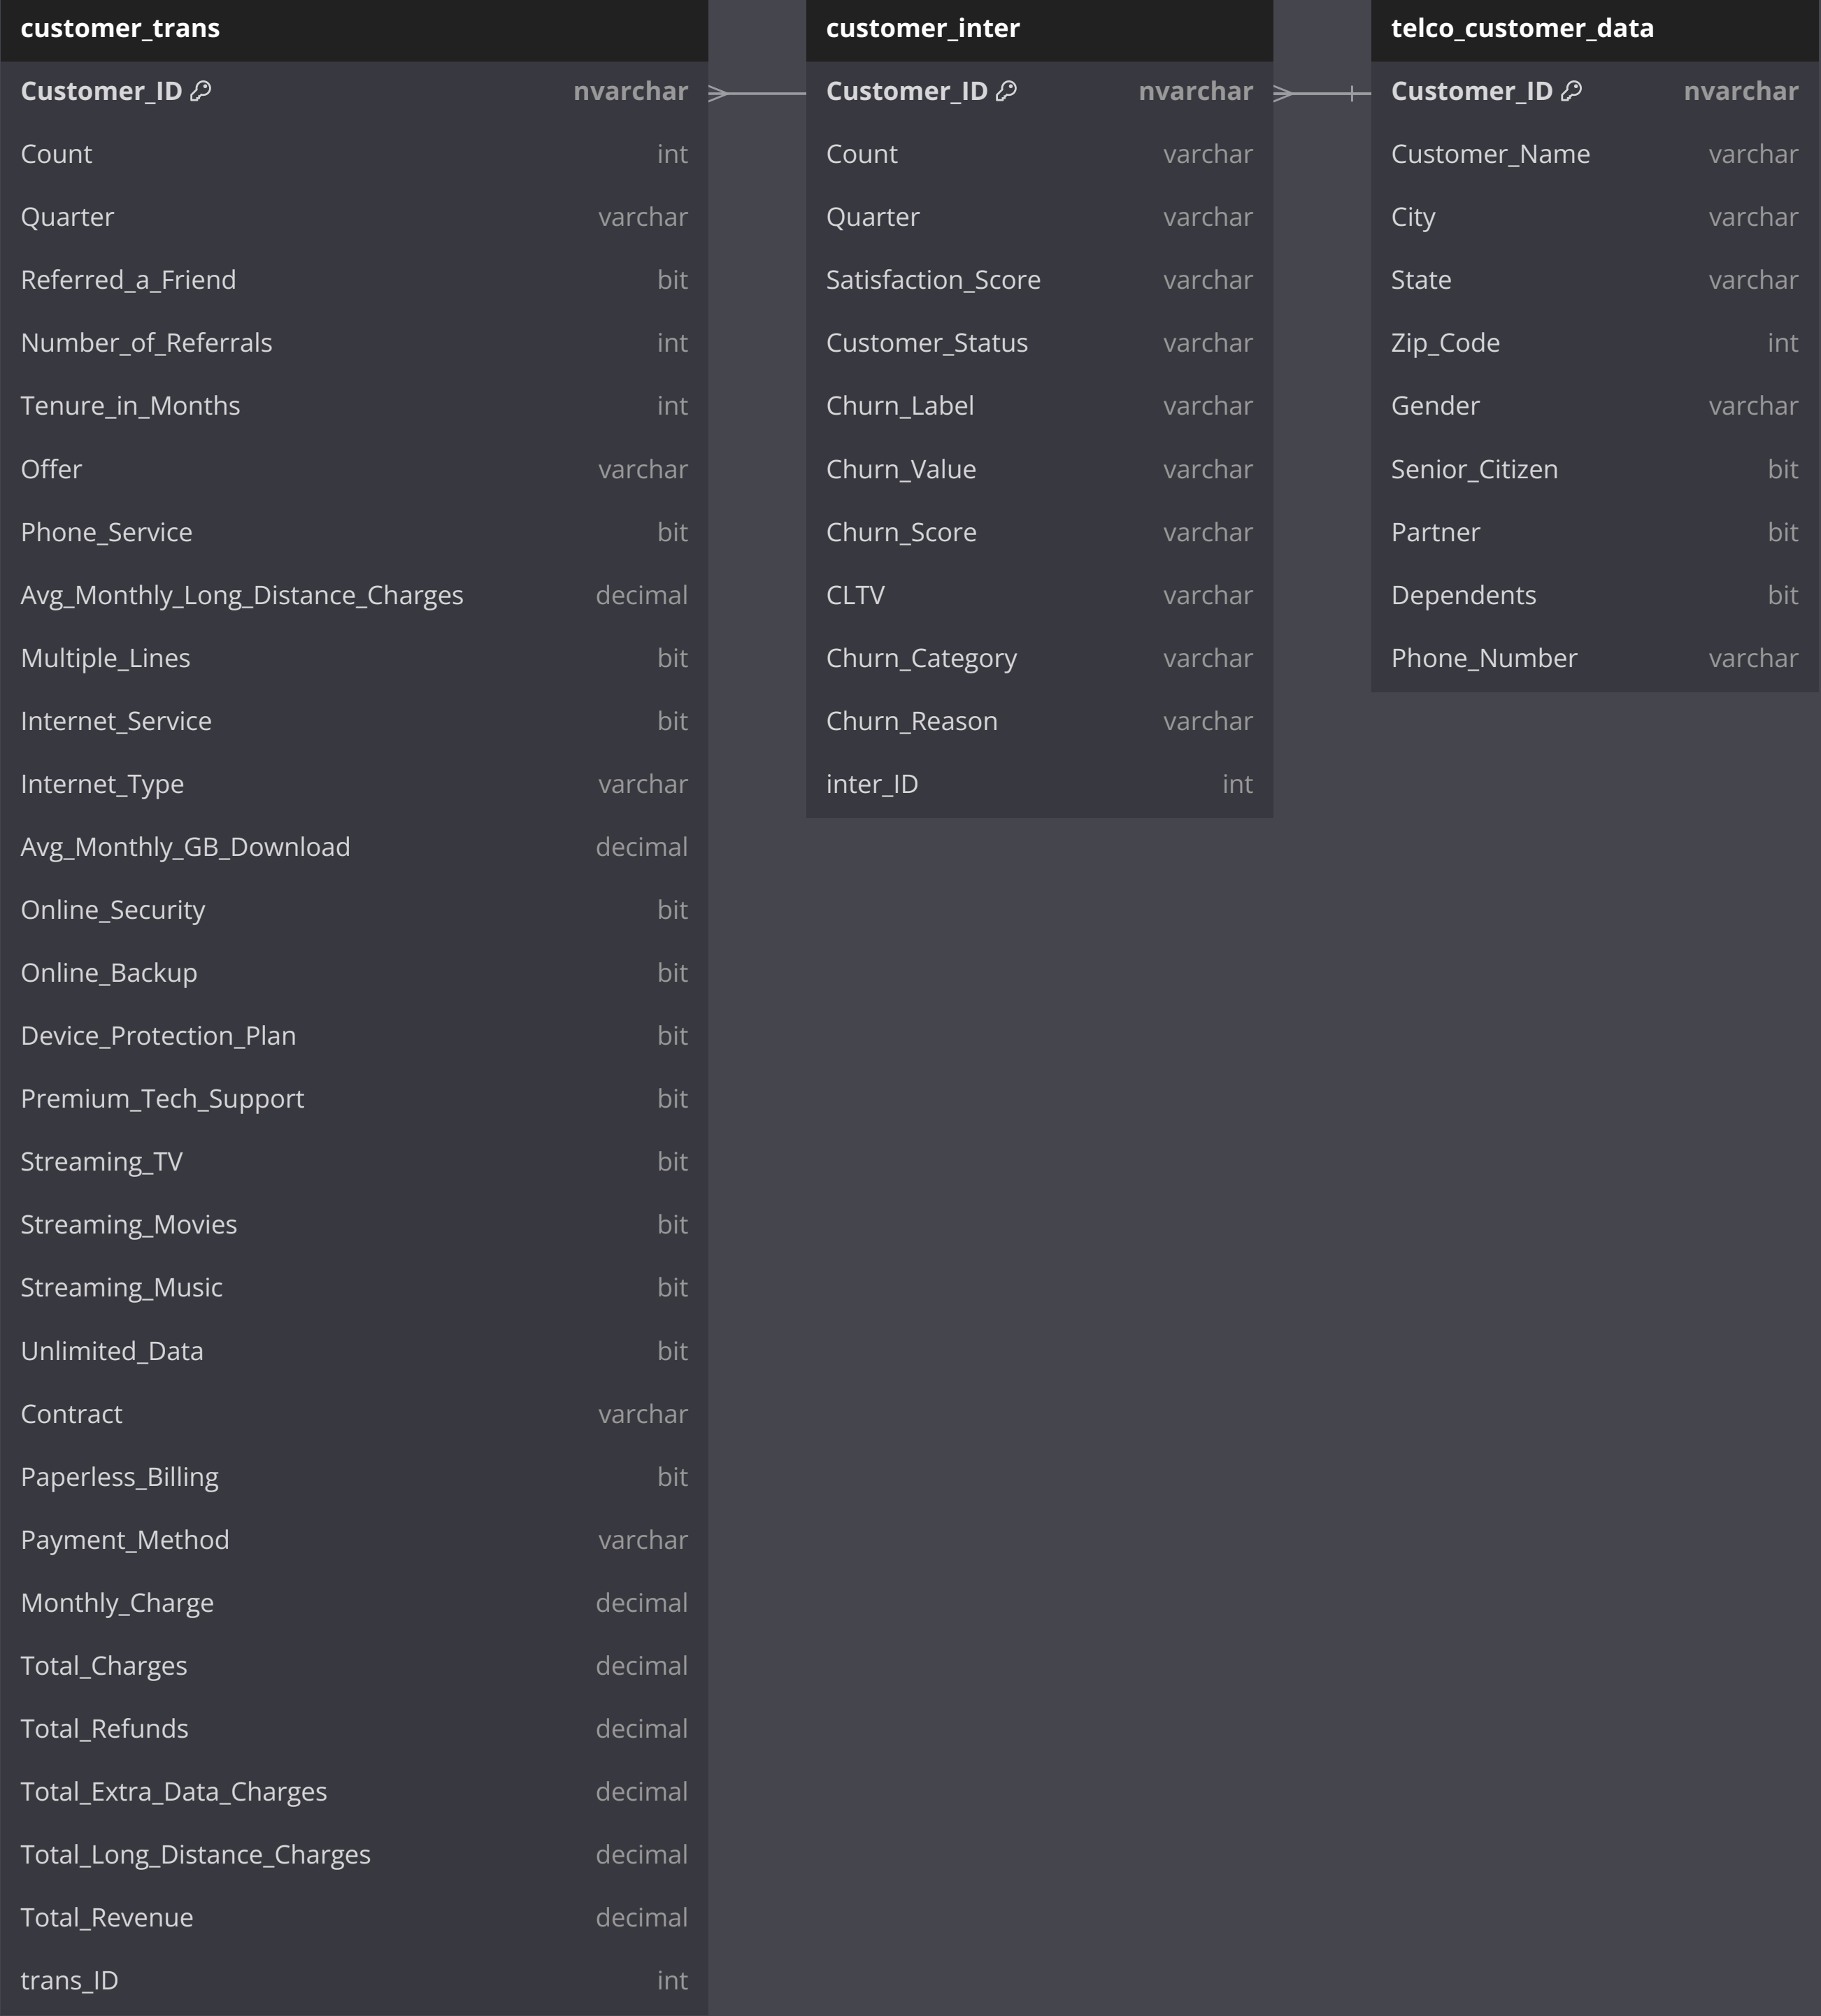 customer_trans
Customer_ID nvarchar
Count int
Quarter varchar
Referred_a_Friend bit
Number_of_Referrals int
Tenure_in_Months int
Offer varchar
Phone_Service bit
Avg_Monthly_Long_Distance_Charges decimal
Multiple_Lines bit
Internet_Service bit
Internet_Type varchar
Avg_Monthly_GB_Download decimal
Online_Security bit
Online_Backup bit
Device_Protection_Plan bit
Premium_Tech_Support bit
Streaming_TV bit
Streaming_Movies bit
Streaming_Music bit
Unlimited_Data bit
Contract varchar
Paperless_Billing bit
Payment_Method varchar
Monthly_Charge decimal
Total_Charges decimal
Total_Refunds decimal
Total_Extra_Data_Charges decimal
Total_Long_Distance_Charges decimal
Total_Revenue decimal
trans_ID int
customer_inter
Customer_ID nvarchar
Count varchar
Quarter varchar
Satisfaction_Score varchar
Customer_Status varchar
Churn_Label varchar
Churn_Value varchar
Churn_Score varchar
CLTV varchar
Churn_Category varchar
Churn_Reason varchar
inter_ID int
telco_customer_data
Customer_ID nvarchar
Customer_Name varchar
City varchar
State varchar
Zip_Code int
Gender varchar
Senior_Citizen bit
Partner bit
Dependents bit
Phone_Number varchar